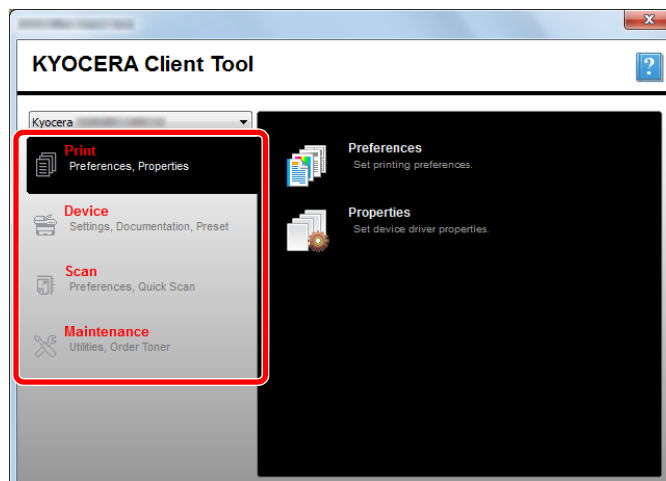 KYOCERA Client Tool
?
Kyocera
Print
Preferences, Properties
Device
Settings, Documentation, Preset
Scan
Preferences, Quick Scan
Maintenance
Utilities, Order Toner
Preferences
Set printing preferences.
Properties
Set device driver properties.